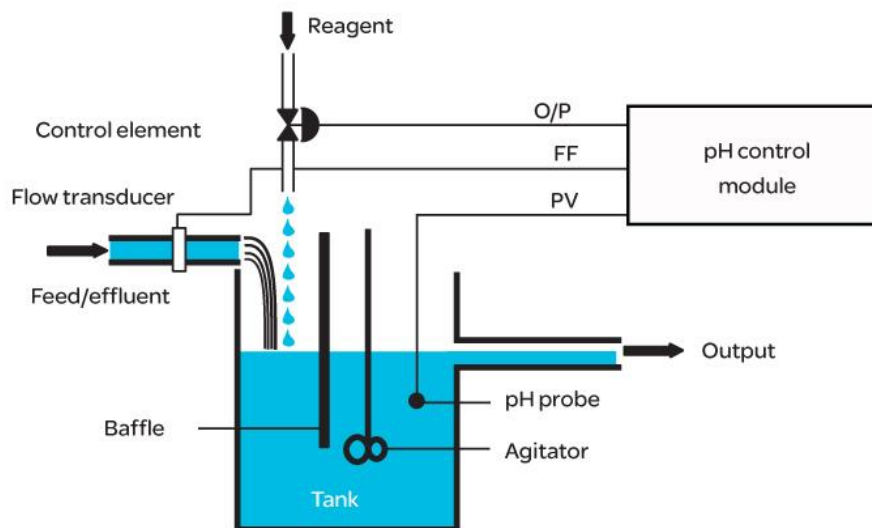 Reagent
O/P
Control element
FF
pH control
module
Flow transducer
PV
Feed/effluent
Output
pH probe
Baffle
Agitator
Tank